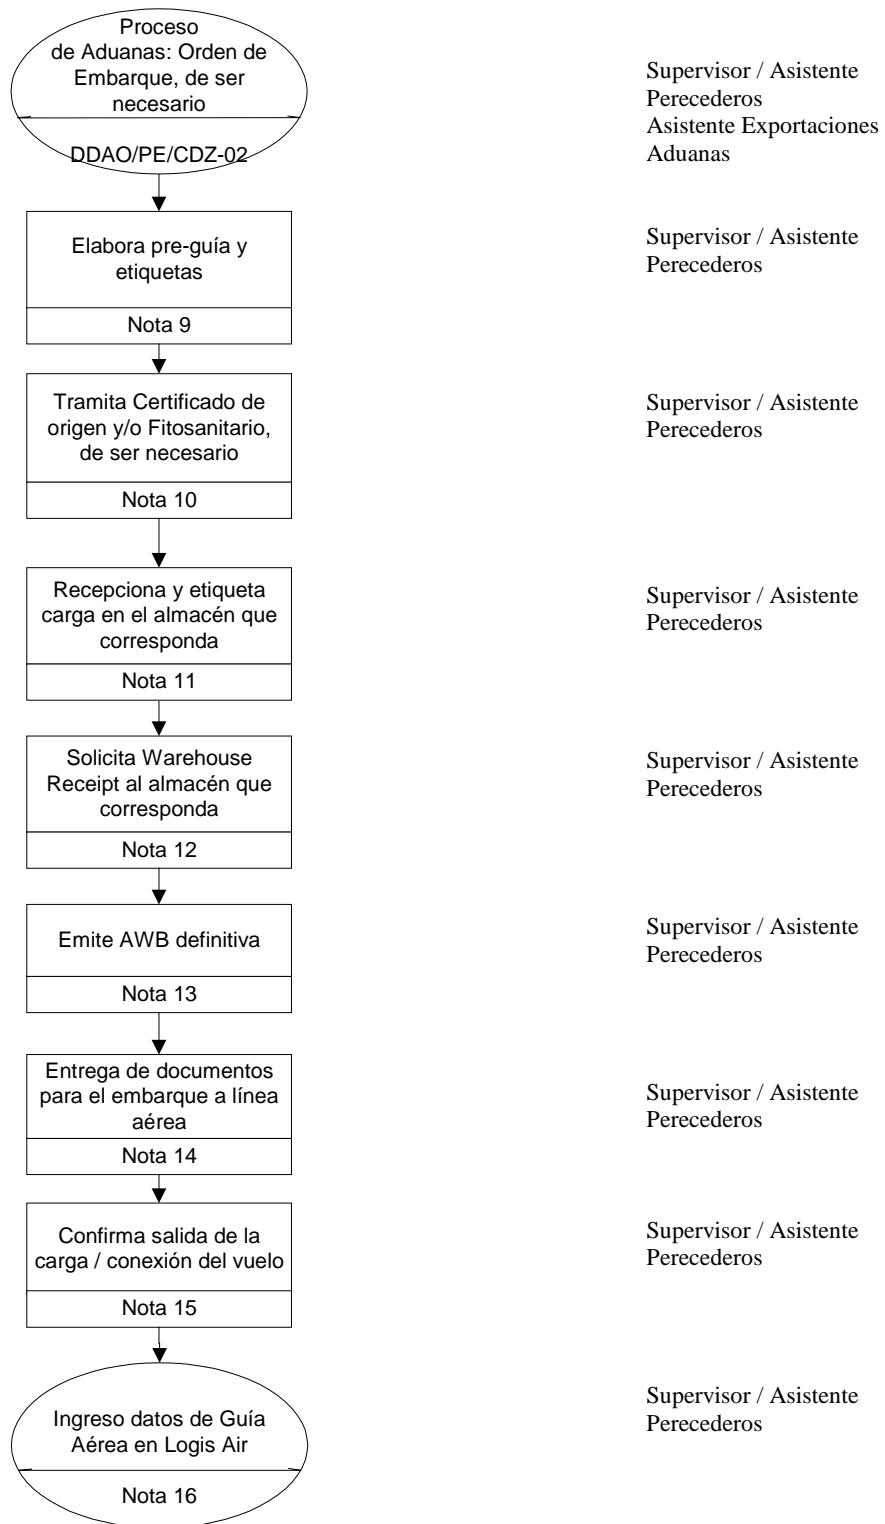 Proceso
de Aduanas: Orden de
Embarque, de ser
necesario
DDAO/PE/CDZ-02
Supervisor / Asistente
Perecederos
Asistente Exportaciones
Aduanas
Elabora pre-guía y
etiquetas
Nota 9
Supervisor / Asistente
Perecederos
Tramita Certificado de
origen y/o Fitosanitario,
de ser necesario
Nota 10
Supervisor / Asistente
Perecederos
Recepciona y etiqueta
carga en el almacén que
corresponda
Nota 11
Supervisor / Asistente
Perecederos
Solicita Warehouse
Receipt al almacén que
corresponda
Nota 12
Supervisor / Asistente
Perecederos
Emite AWB definitiva
Nota 13
Supervisor / Asistente
Perecederos
Entrega de documentos
para el embarque a línea
aérea
Nota 14
Supervisor / Asistente
Perecederos
Confirma salida de la
carga / conexión del vuelo
Nota 15
Supervisor / Asistente
Perecederos
Ingreso datos de Guía
Aérea en Logis Air
Nota 16
Supervisor / Asistente
Perecederos